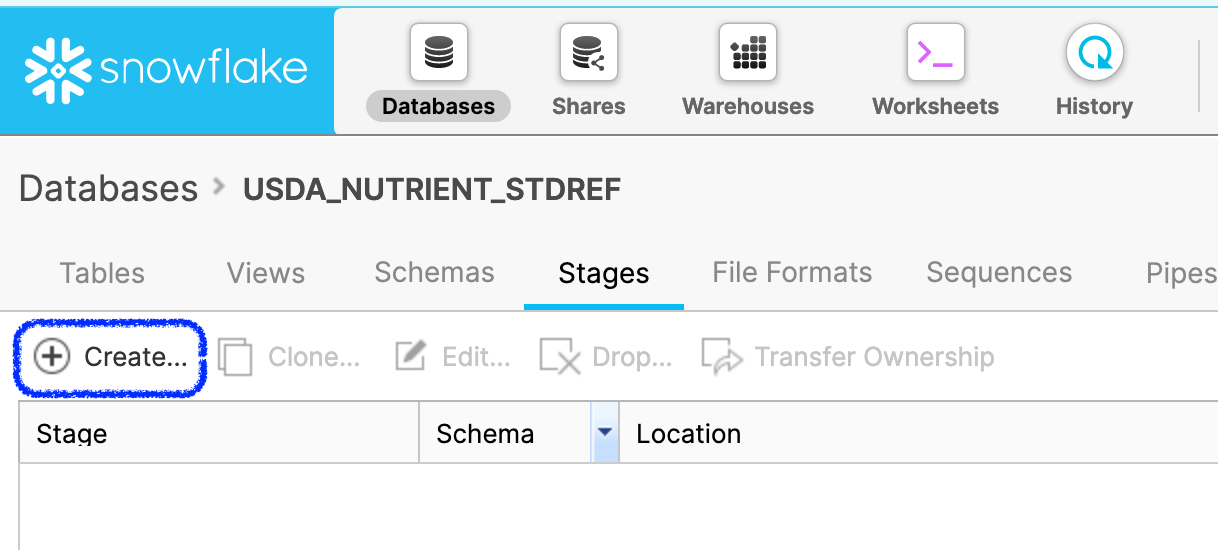 snowflake
Databases Shares Warehouses Worksheets History
Databases > USDA_NUTRIENT_STDREF
Tables Views Schemas Stages File Formats Sequences Pipes
Create... Clone... Edit... Drop... Transfer Ownership
Stage Schema Location